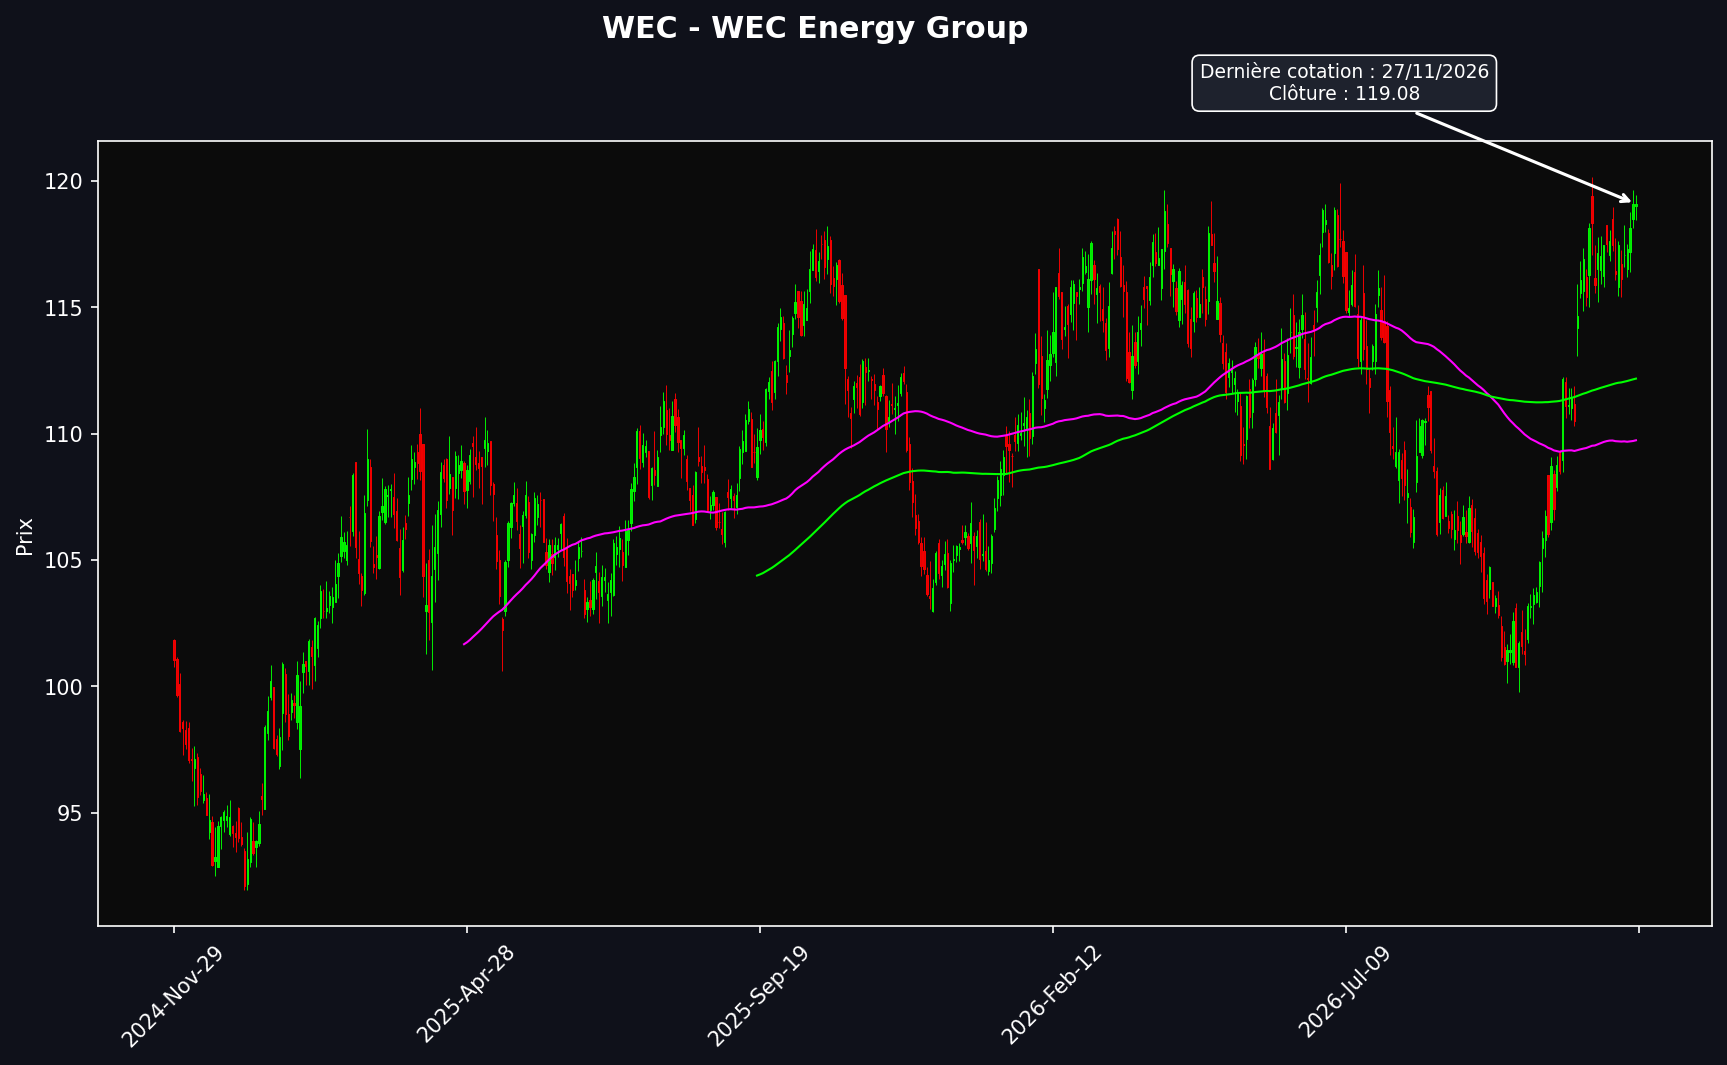 WEC - WEC Energy Group
Dernière cotation : 27/11/2026
Clôture : 119.08
120
115
110
105
100
95
Prix
2024-Nov-29
2025-Apr-28
2025-Sep-19
2026-Feb-12
2026-Jul-09